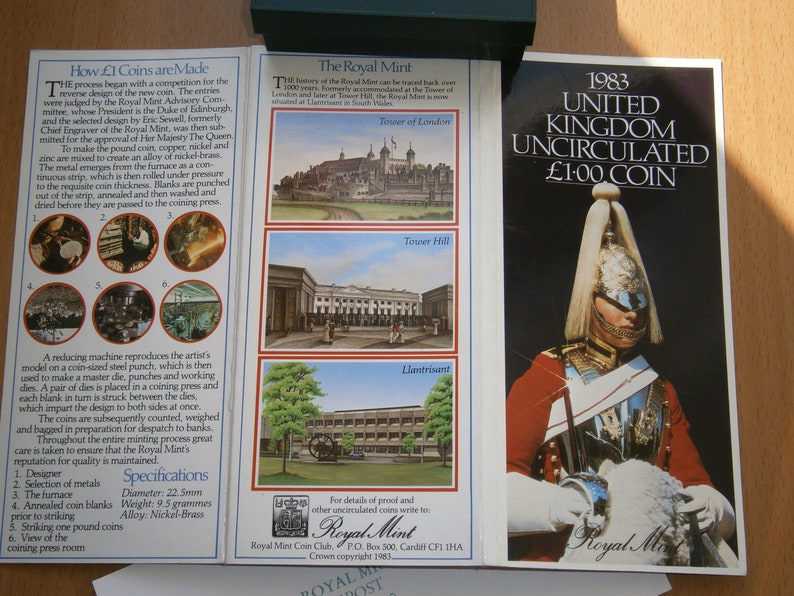 How £1 Coins are Made
THE process began with a competition for the
reverse design of the new coin. The entries
were judged by the Royal Mint Advisory Com-
mittee, whose President is the Duke of Edinburgh,
and the selected design by Eric Sewell, formerly
Chief Engraver of the Royal Mint, was then sub-
mitted for the approval of Her Majesty The Queen.
To make the pound coin, copper, nickel and
zinc are mixed to create an alloy of nickel-brass.
The metal emerges from the furnace as a con-
tinuous strip, which is then rolled under pressure
to the requisite coin thickness. Blanks are punched
out of the strip, annealed and then washed and
dried before they are passed to the coining press.
1.
2.
3.
4.
5.
6.
A reducing machine reproduces the artist's
model on a coin-sized steel punch, which is then
used to make a master die, punches and working
dies. A pair of dies is placed in a coining press and
each blank in turn is struck between the dies,
which impart the design to both sides at once.
The coins are subsequently counted, weighed
and bagged in preparation for despatch to banks.
Throughout the entire minting process great
care is taken to ensure that the Royal Mint's
reputation for quality is maintained.
1. Designer
2. Selection of metals
3. The furnace
4. Annealed coin blanks
prior to striking
5. Striking one pound coins
6. View of the
coining press room
Specifications
Diameter: 22.5mm
Weight: 9.5 grammes
Alloy: Nickel-Brass
The Royal Mint
THE history of the Royal Mint can be traced back over
1000 years. Formerly accommodated at the Tower of
London and later at Tower Hill, the Royal Mint is now
situated at Llantrisant in South Wales.
Tower of London
Tower Hill
Llantrisant
For details of proof and
other uncirculated coins write to:
Royal Mint
Royal Mint Coin Club, P.O. Box 500, Cardiff CF1 1HA
Crown copyright 1983
1983
UNITED
KINGDOM
UNCIRCULATED
£1·00 COIN
Royal Mint
ROYAL MI
POST